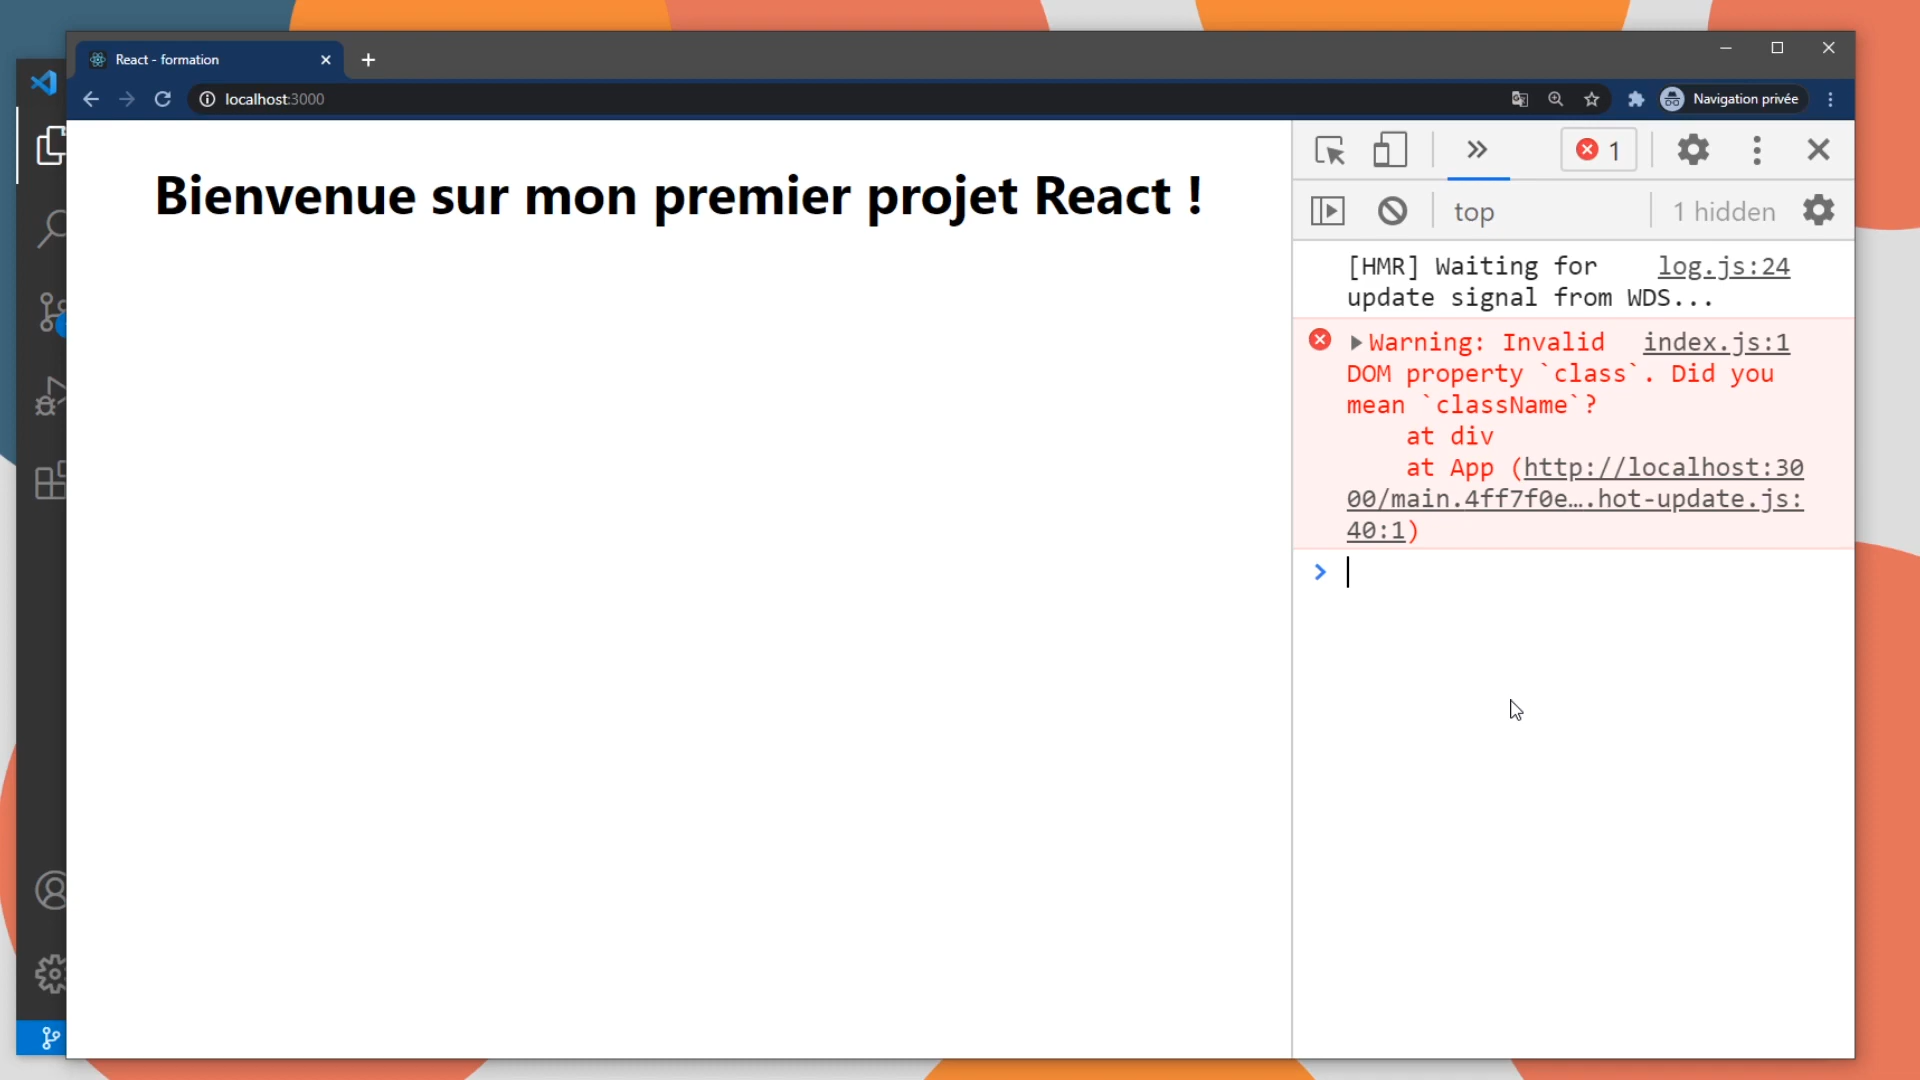 React - formation
localhost:3000
Navigation privée
Bienvenue sur mon premier projet React !
1
top
1 hidden
[HMR] Waiting for log.js:24
update signal from WDS...
Warning: Invalid index.js:1
DOM property `class`. Did you
mean `className`?
at div
at App (http://localhost:30
00/main.4ff7f0e….hot-update.js:
40:1)